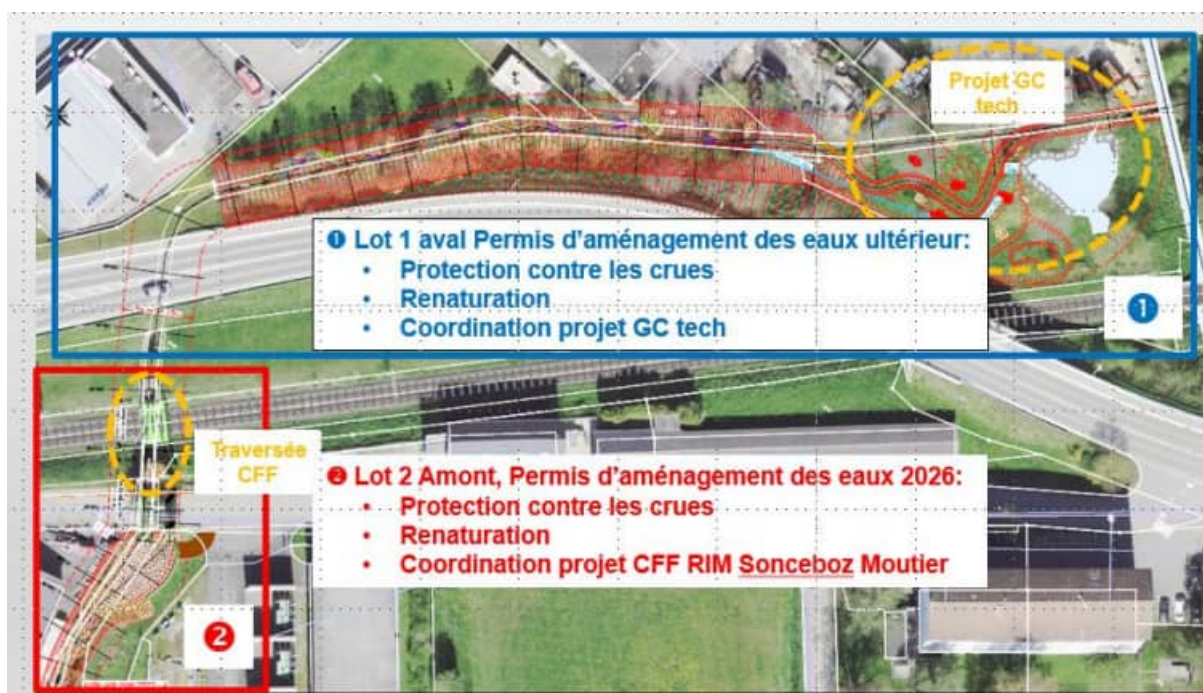 Projet GC
tech
❶ Lot 1 aval Permis d'aménagement des eaux ultérieur:
• Protection contre les crues
• Renaturation
• Coordination projet GC tech
❶
Traversée
CFF
❷ Lot 2 Amont, Permis d'aménagement des eaux 2026:
• Protection contre les crues
• Renaturation
• Coordination projet CFF RIM Sonceboz Moutier
❷